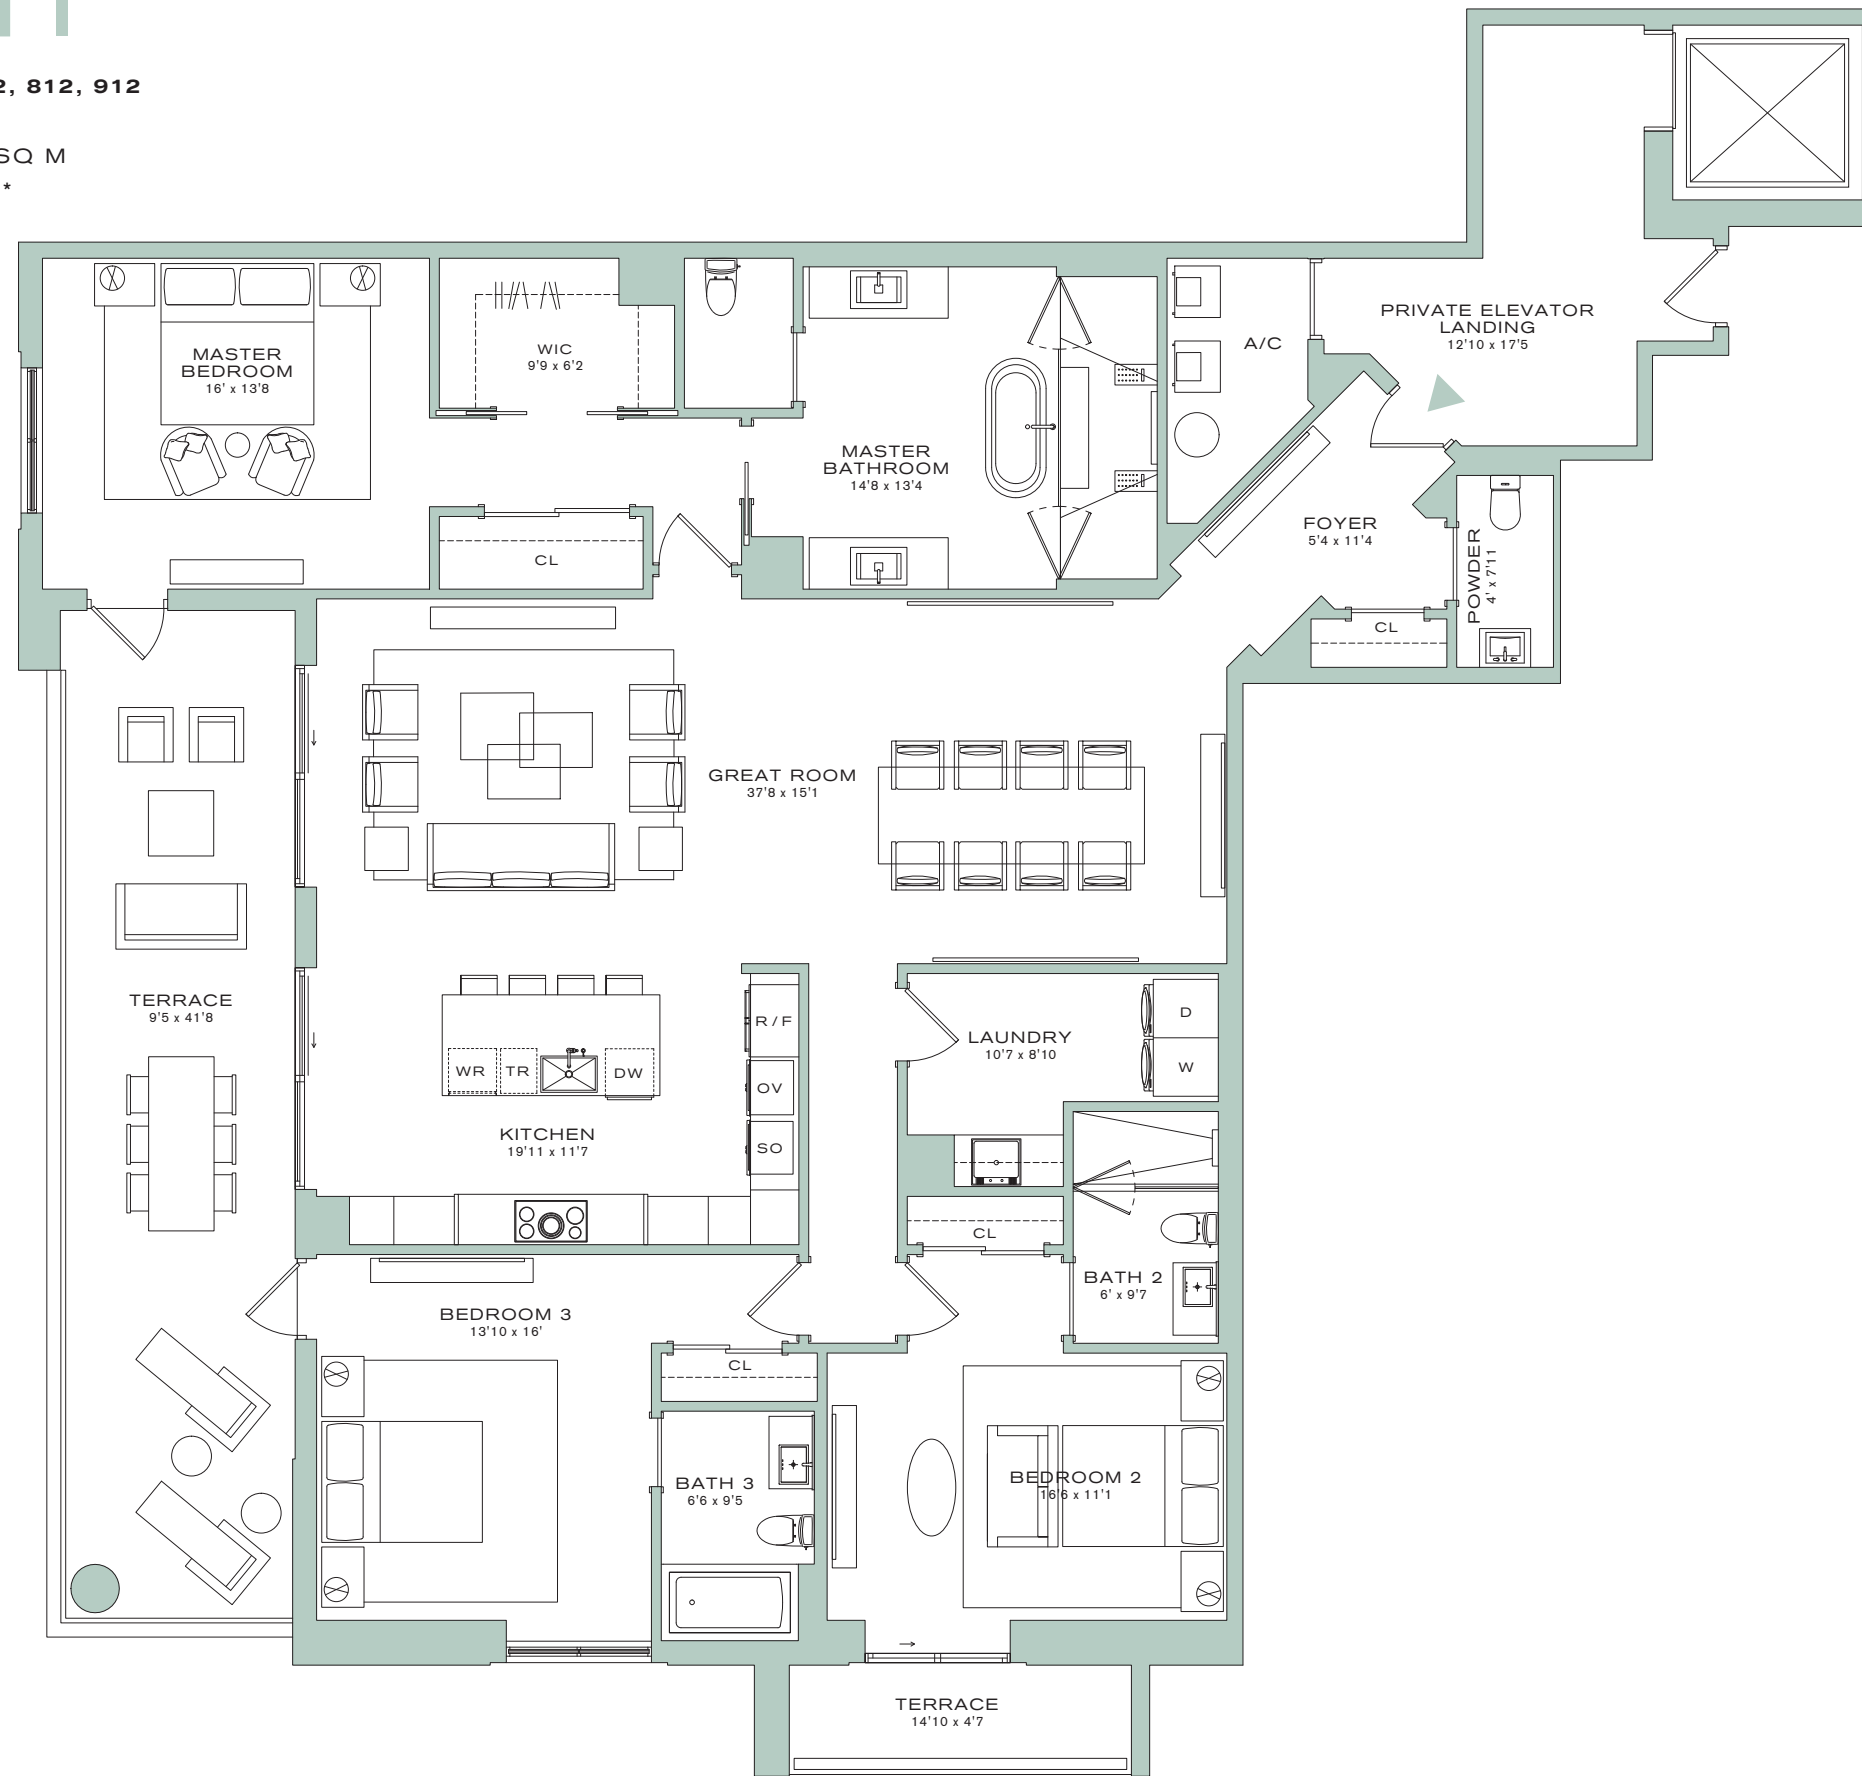 812, 912
SQ M
*
MASTER
BEDROOM
16' x 13'8
WIC
9'9 x 6'2
MASTER
BATHROOM
14'8 x 13'4
A/C
PRIVATE ELEVATOR
LANDING
12'10 x 17'5
CL
FOYER
5'4 x 11'4
POWDER
4' x 7'11
CL
GREAT ROOM
37'8 x 15'1
TERRACE
9'5 x 41'8
R/F
WR
TR
DW
OV
SO
KITCHEN
19'11 x 11'7
LAUNDRY
10'7 x 8'10
D
W
CL
BATH 2
6' x 9'7
BEDROOM 3
13'10 x 16'
CL
BATH 3
6'6 x 9'5
BEDROOM 2
16'6 x 11'1
TERRACE
14'10 x 4'7